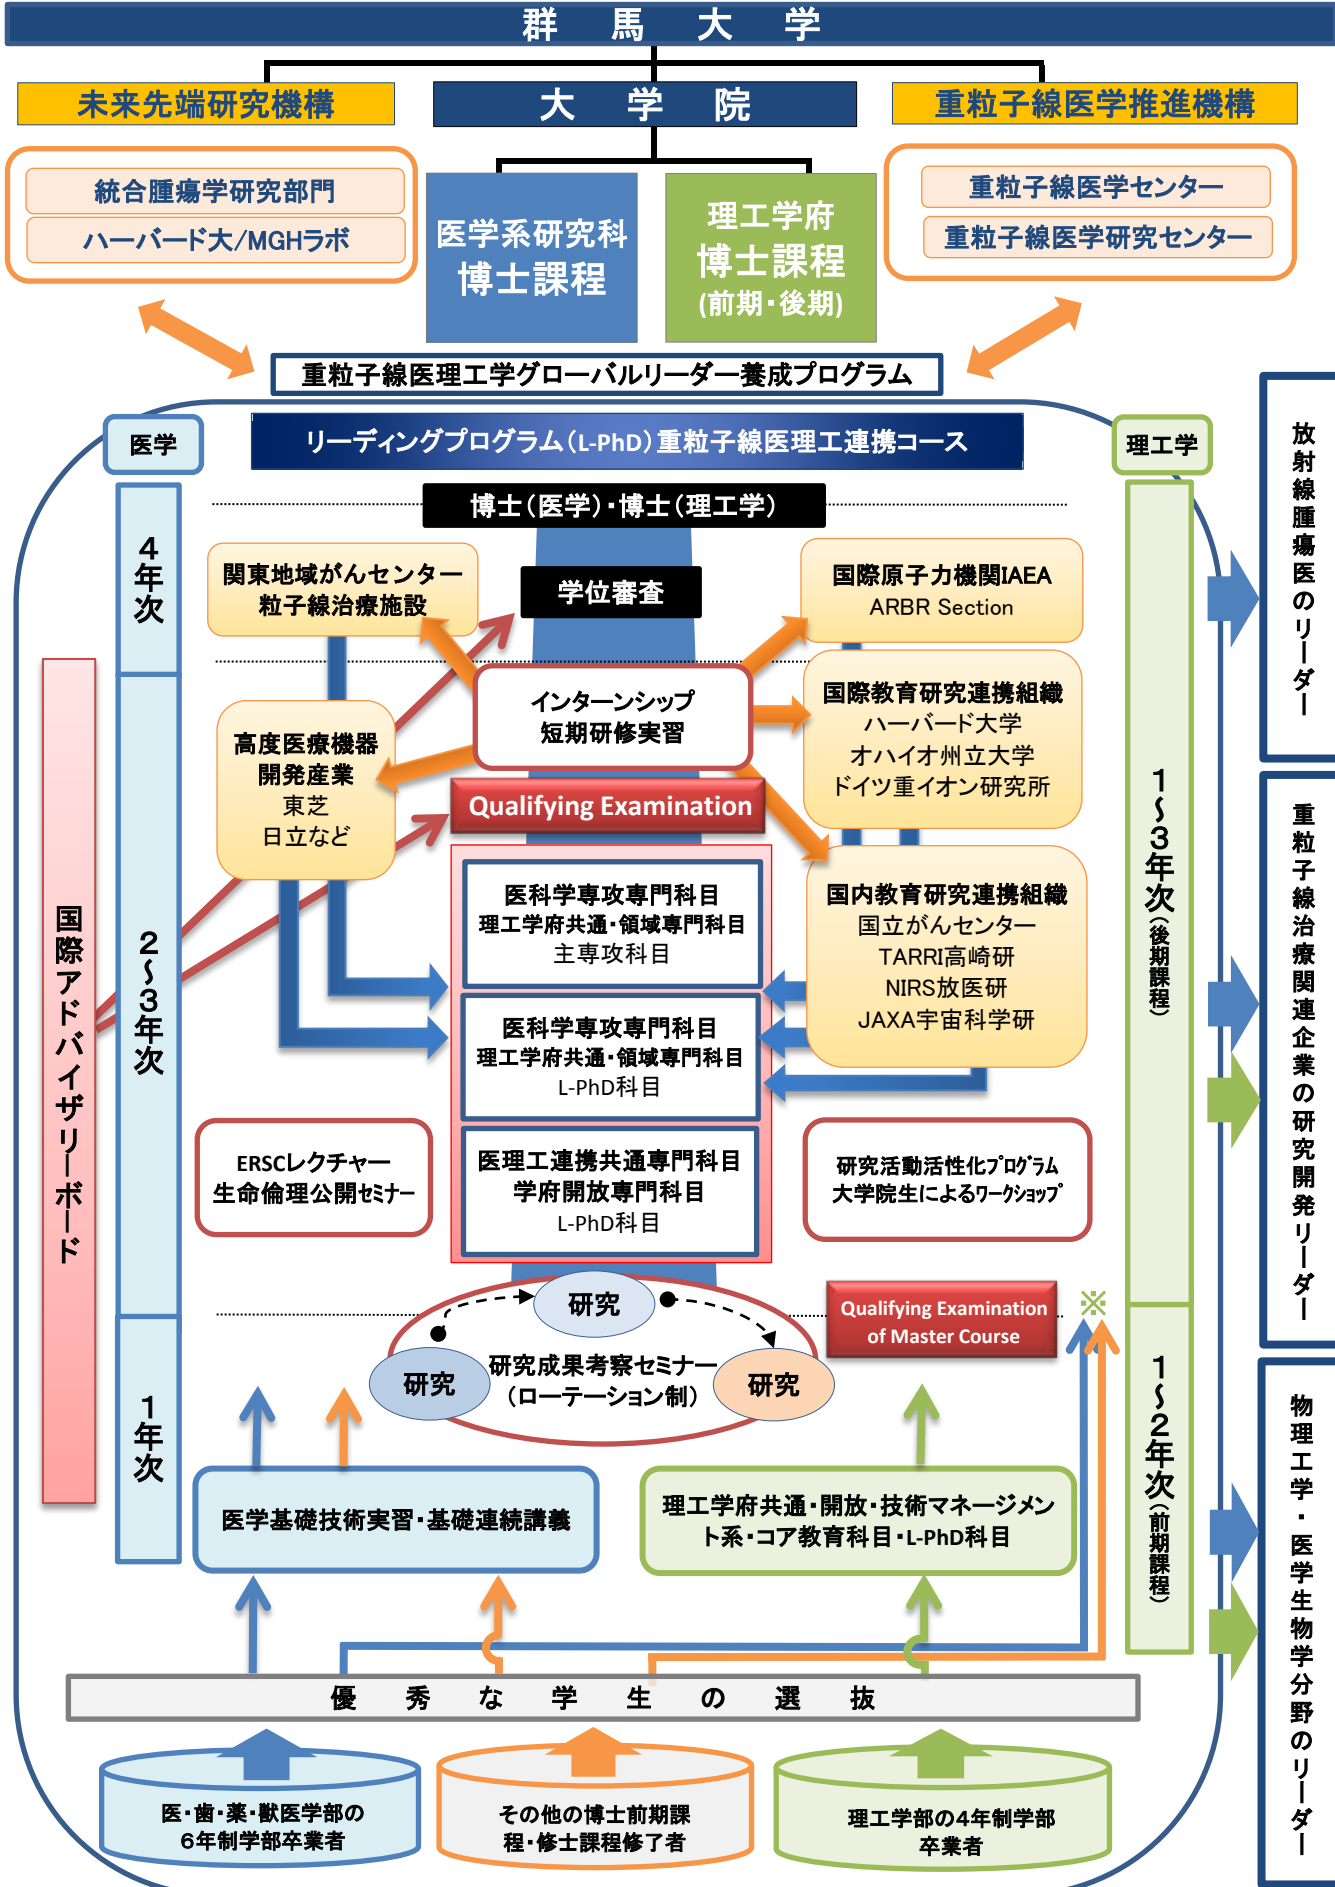 群馬大学
未来先端研究機構
大学院
重粒子線医学推進機構
統合腫瘍学研究部門
ハーバード大/MGHラボ
医学系研究科
博士課程
理工学府
博士課程
(前期・後期)
重粒子線医学センター
重粒子線医学研究センター
重粒子線医理工学グローバルリーダー養成プログラム
医学
リーディングプログラム(L-PhD)重粒子線医理工連携コース
理工学
博士(医学)・博士(理工学)
4年次
関東地域がんセンター
粒子線治療施設
学位審査
国際原子力機関IAEA
ARBR Section
インターンシップ
短期研修実習
国際教育研究連携組織
ハーバード大学
オハイオ州立大学
ドイツ重イオン研究所
高度医療機器
開発産業
東芝
日立など
Qualifying Examination
国際アドバイザリーボード
2~3年次
1~3年次(後期課程)
医科学専攻専門科目
理工学府共通・領域専門科目
主専攻科目
国内教育研究連携組織
国立がんセンター
TARRI高崎研
NIRS放医研
JAXA宇宙科学研
医科学専攻専門科目
理工学府共通・領域専門科目
L-PhD科目
ERSCレクチャー
生命倫理公開セミナー
医理工連携共通専門科目
学府開放専門科目
L-PhD科目
研究活動活性化プログラム
大学院生によるワークショップ
研究
研究
研究成果考察セミナー
(ローテーション制)
研究
Qualifying Examination
of Master Course
※
1年次
1~2年次(前期課程)
医学基礎技術実習・基礎連続講義
理工学府共通・開放・技術マネージメン
ト系・コア教育科目・L-PhD科目
優秀な学生の選抜
医・歯・薬・獣医学部の
6年制学部卒業者
その他の博士前期課
程・修士課程修了者
理工学部の4年制学部
卒業者
放射線腫瘍医のリーダー
重粒子線治療関連企業の研究開発リーダー
物理工学・医学生物学分野のリーダー